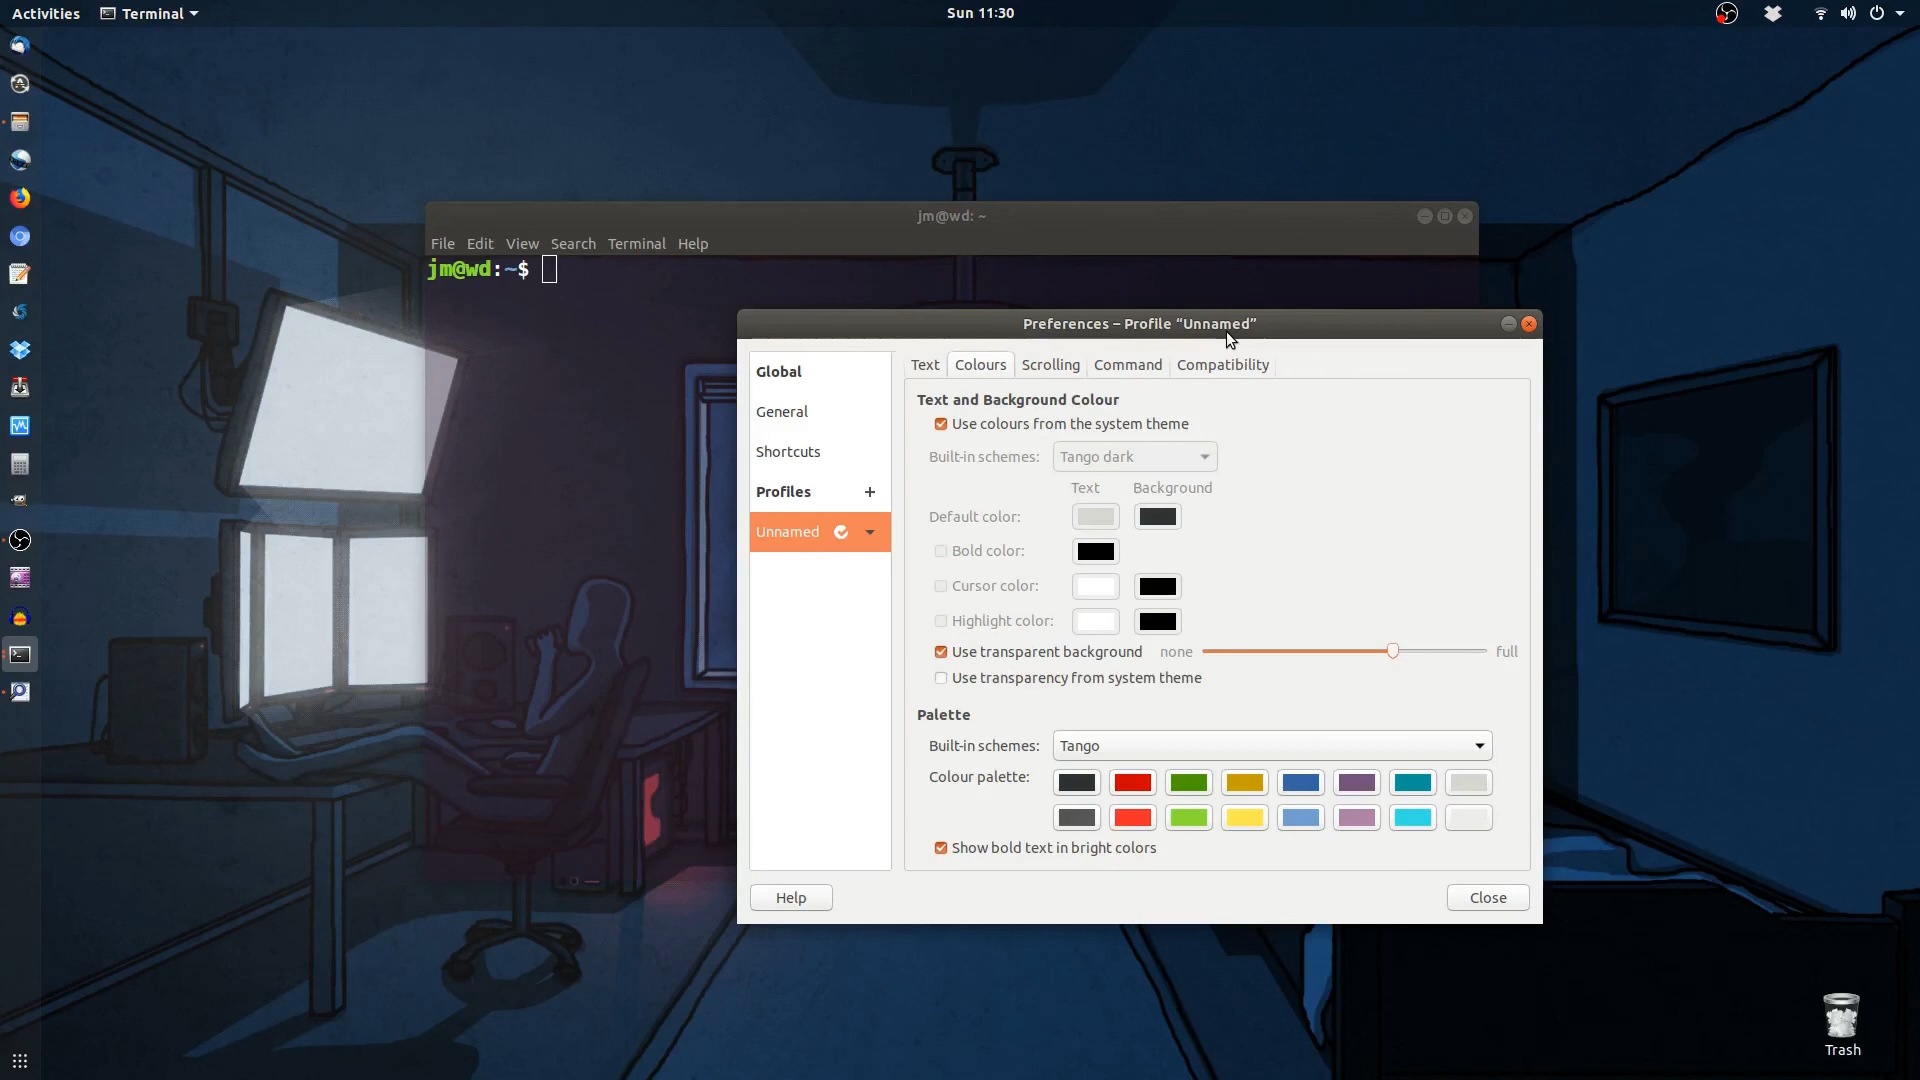 Activities Terminal Sun 11:30
jm@wd: ~
File Edit View Search Terminal Help
jm@wd:~$
Preferences – Profile “Unnamed”
Global
General
Shortcuts
Profiles +
Unnamed
Text Colours Scrolling Command Compatibility
Text and Background Colour
Use colours from the system theme
Built-in schemes: Tango dark
Text Background
Default color:
Bold color:
Cursor color:
Highlight color:
Use transparent background none full
Use transparency from system theme
Palette
Built-in schemes: Tango
Colour palette:
Show bold text in bright colors
Help Close
Trash